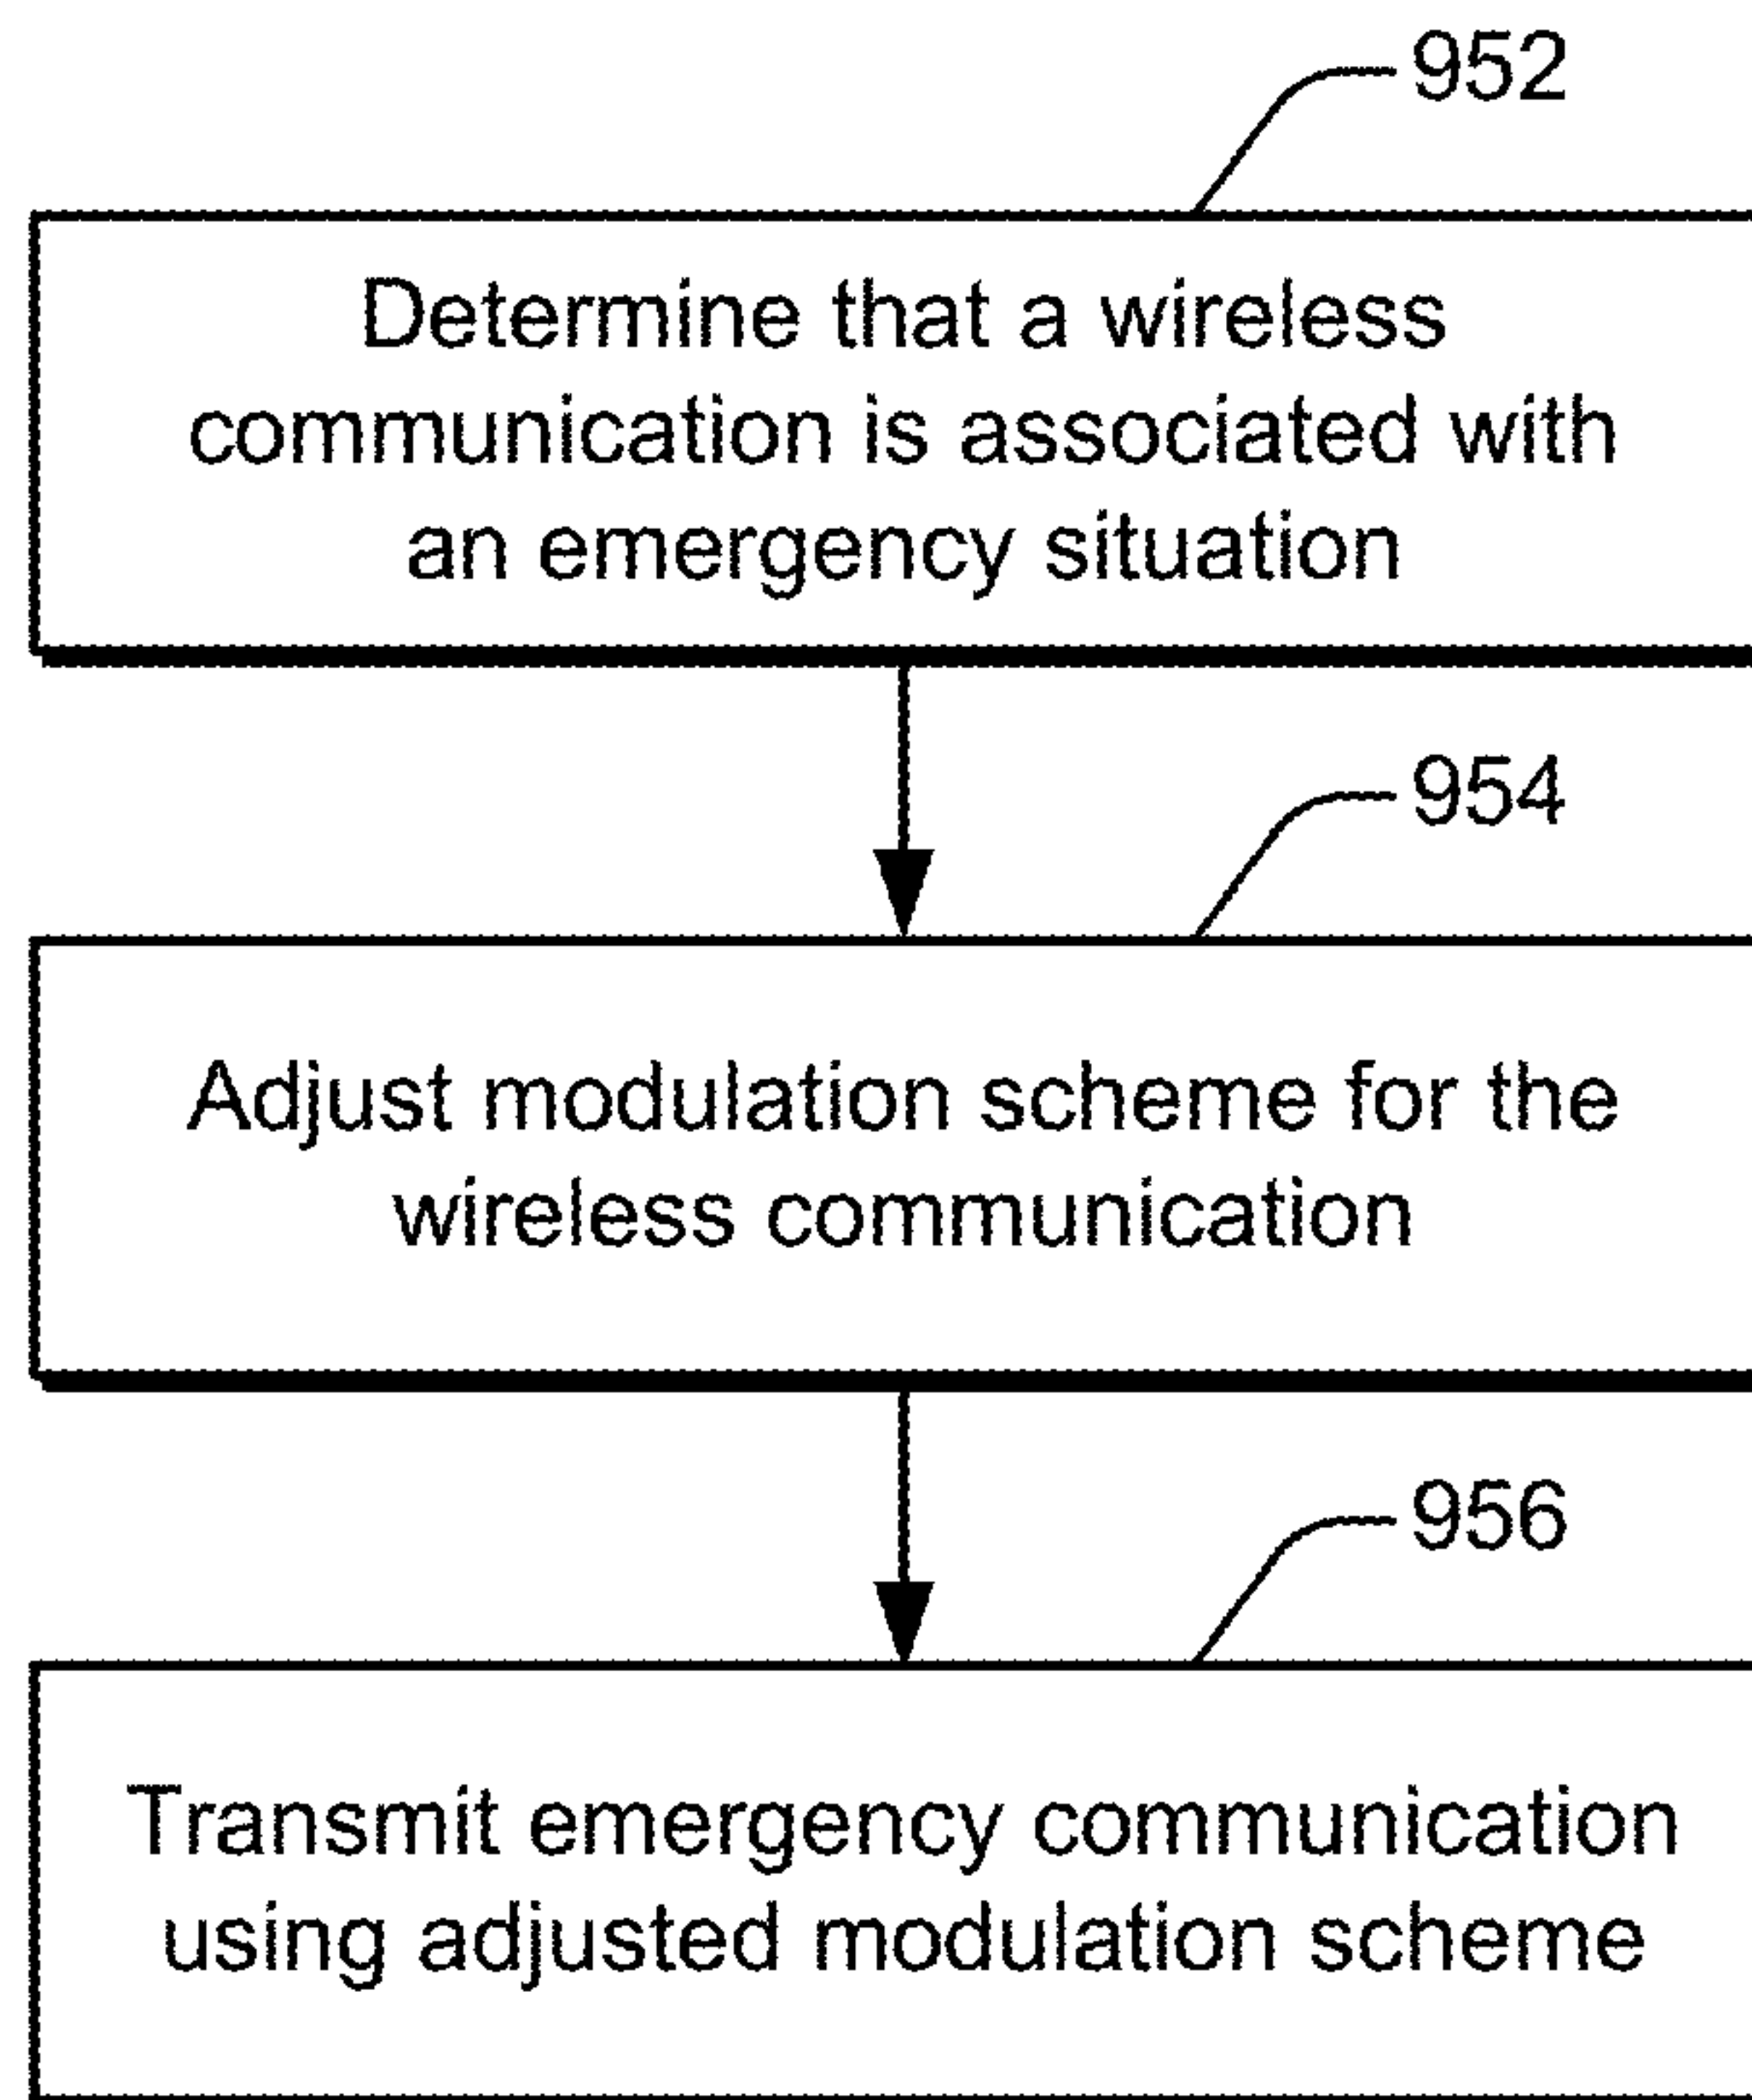 952
Determine that a wireless
communication is associated with
an emergency situation
954
Adjust modulation scheme for the
wireless communication
956
Transmit emergency communication
using adjusted modulation scheme